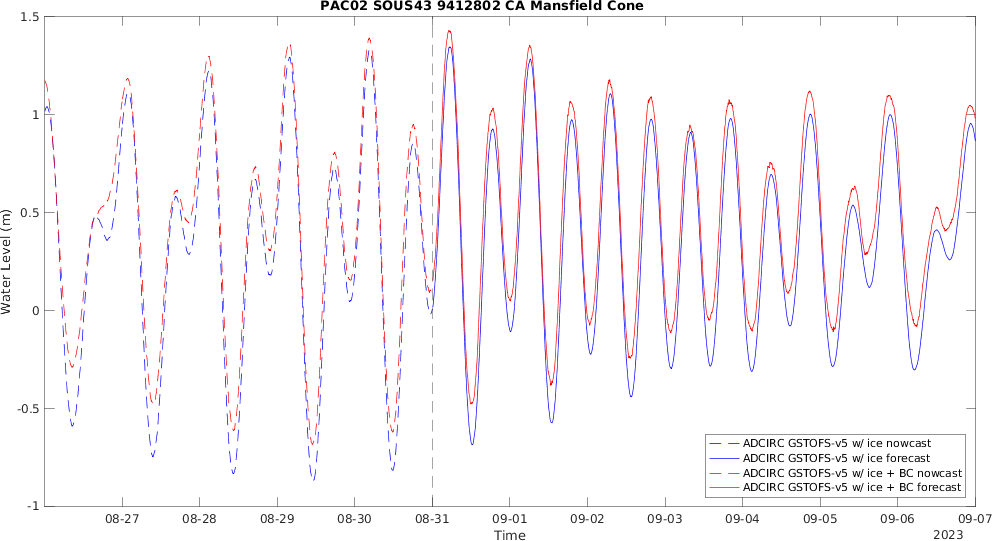 PAC02 SOUS43 9412802 CA Mansfield Cone
1.5
1
0.5
0
-0.5
-1
Water Level (m)
ADCIRC GSTOFS-v5 w/ ice nowcast
ADCIRC GSTOFS-v5 w/ ice forecast
ADCIRC GSTOFS-v5 w/ ice + BC nowcast
ADCIRC GSTOFS-v5 w/ ice + BC forecast
08-27 08-28 08-29 08-30 08-31 09-01 09-02 09-03 09-04 09-05 09-06 09-07
Time
2023